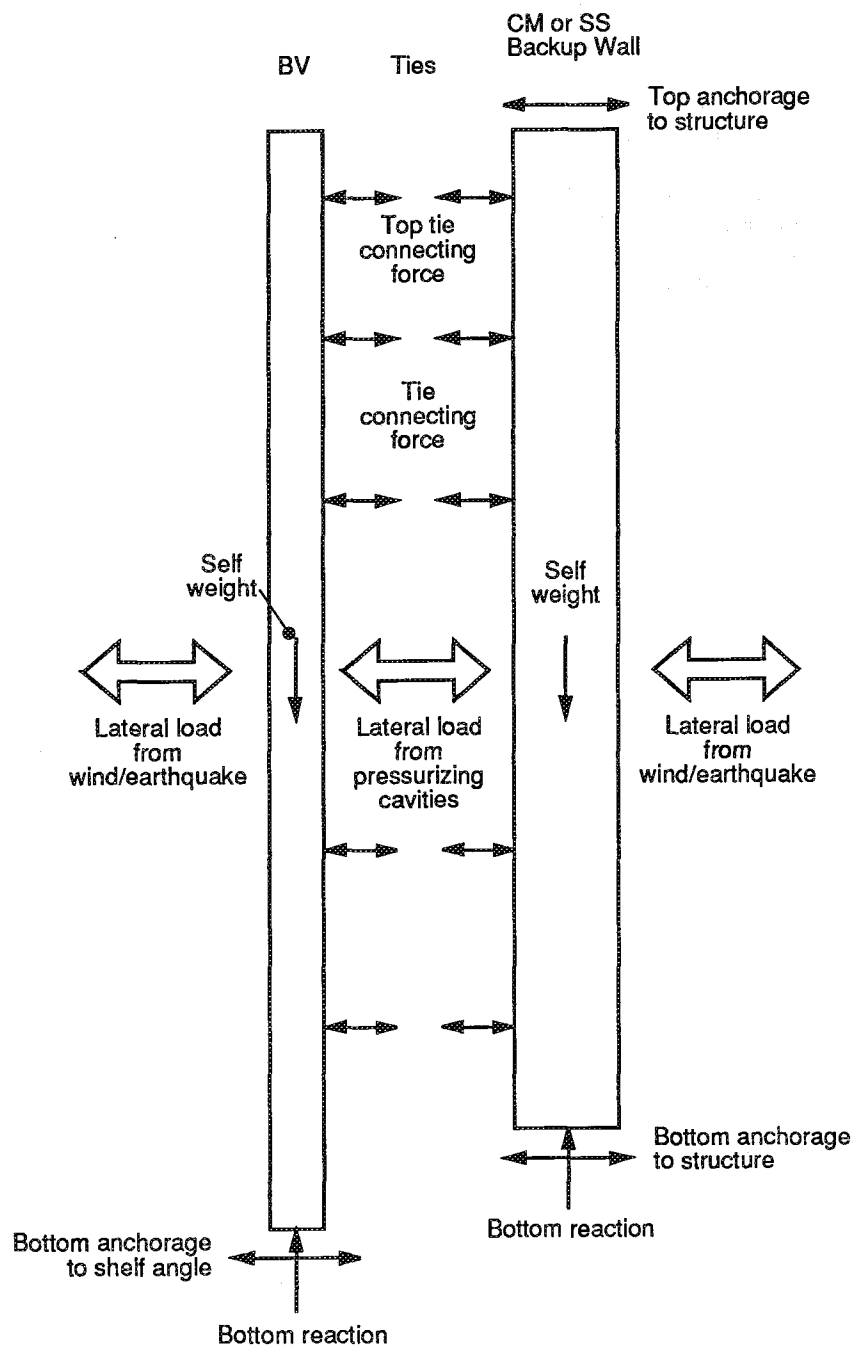 BV
Ties
CM or SS
Backup Wall
Top anchorage
to structure
Top tie
connecting
force
Tie
connecting
force
Self
weight
Self
weight
Lateral load
from
wind/earthquake
Lateral load
from
pressurizing
cavities
Lateral load
from
wind/earthquake
Bottom anchorage
to structure
Bottom reaction
Bottom anchorage
to shelf angle
Bottom reaction